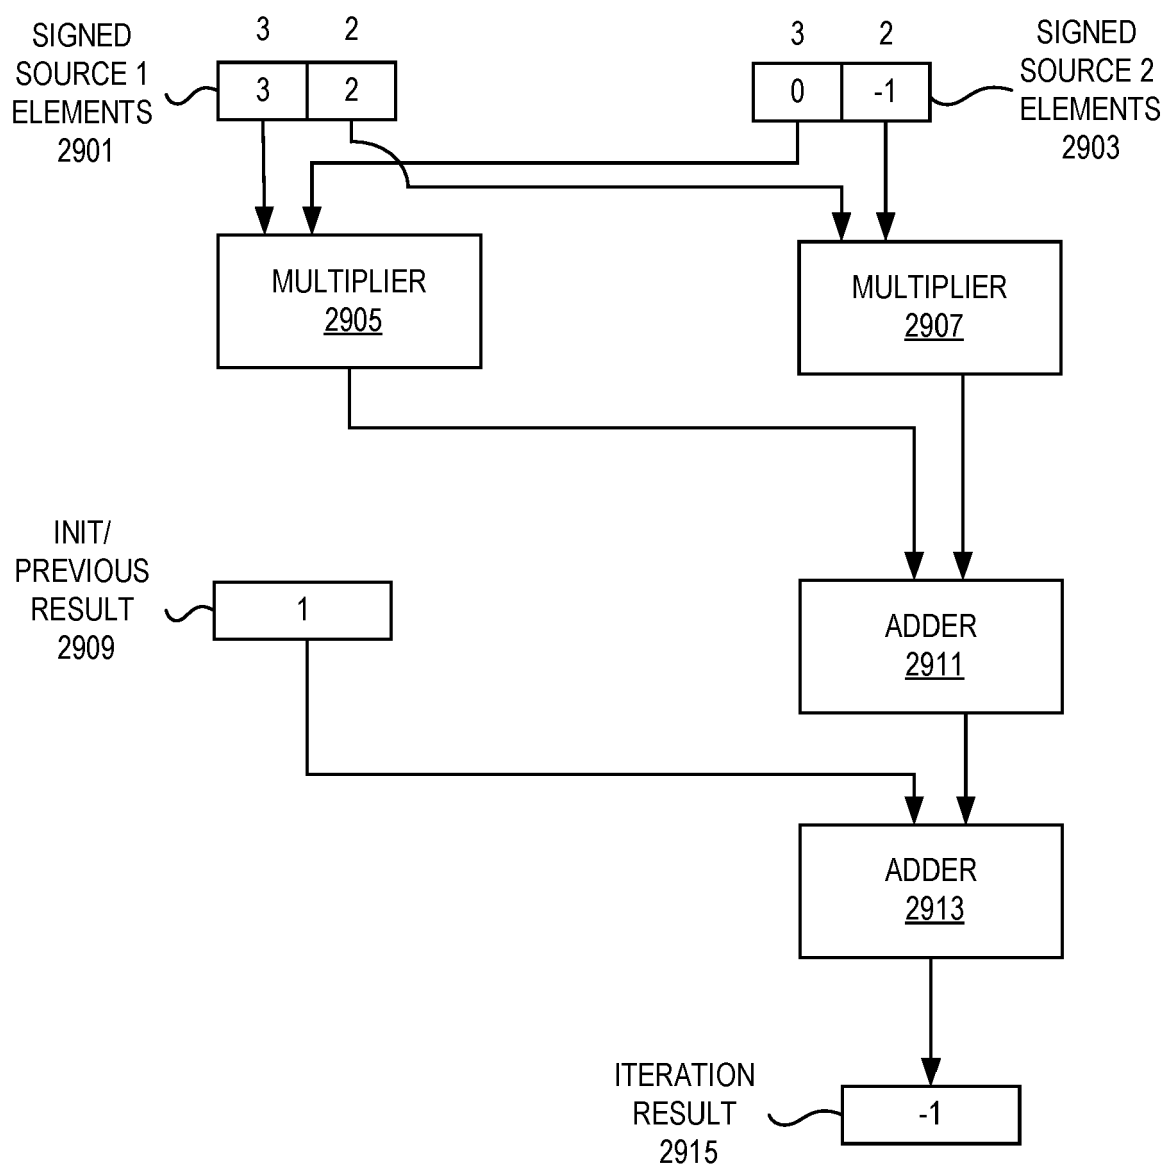 SIGNED
SOURCE 1
ELEMENTS
2901
3 2
3 2
3 2
0 -1
SIGNED
SOURCE 2
ELEMENTS
2903
MULTIPLIER
2905
MULTIPLIER
2907
INIT/
PREVIOUS
RESULT
2909
1
ADDER
2911
ADDER
2913
ITERATION
RESULT
2915
-1